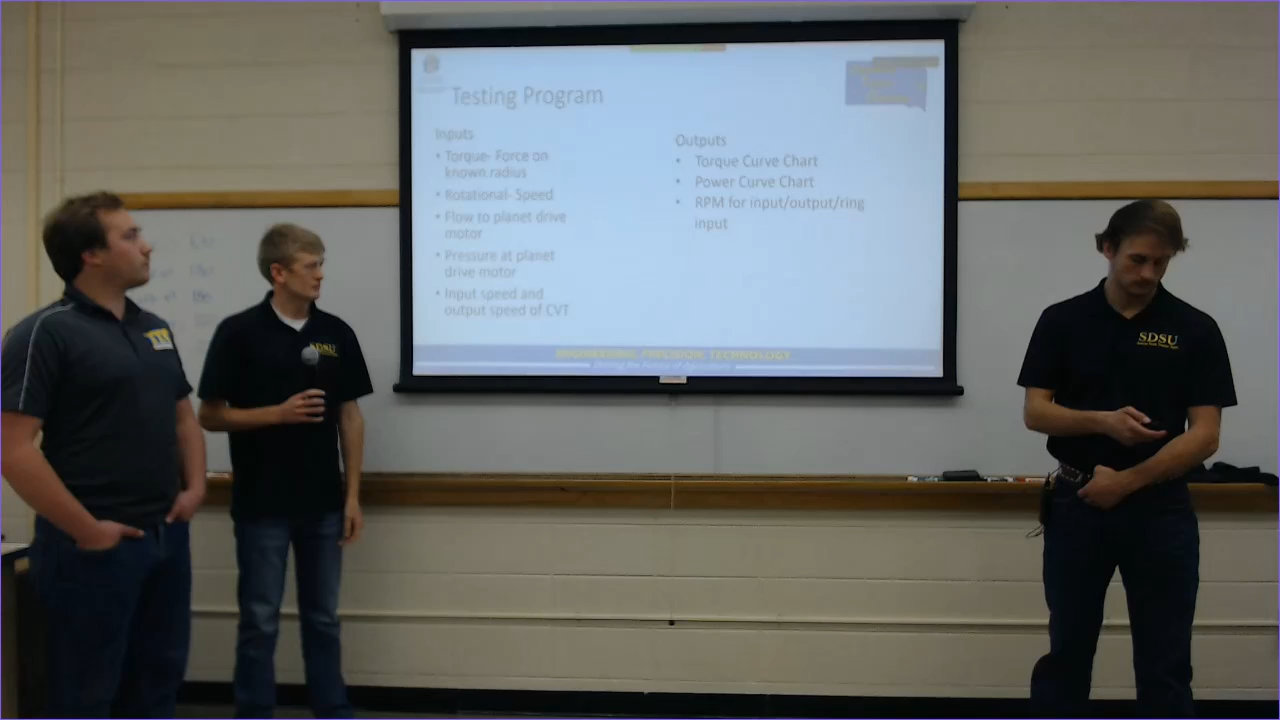 Testing Program
Inputs
• Torque- Force on
known radius
• Rotational- Speed
• Flow to planet drive
motor
• Pressure at planet
drive motor
• Input speed and
output speed of CVT
Outputs
• Torque Curve Chart
• Power Curve Chart
• RPM for input/output/ring
input
ENGINEERING. PRECISION. TECHNOLOGY
SDSU
SDSU